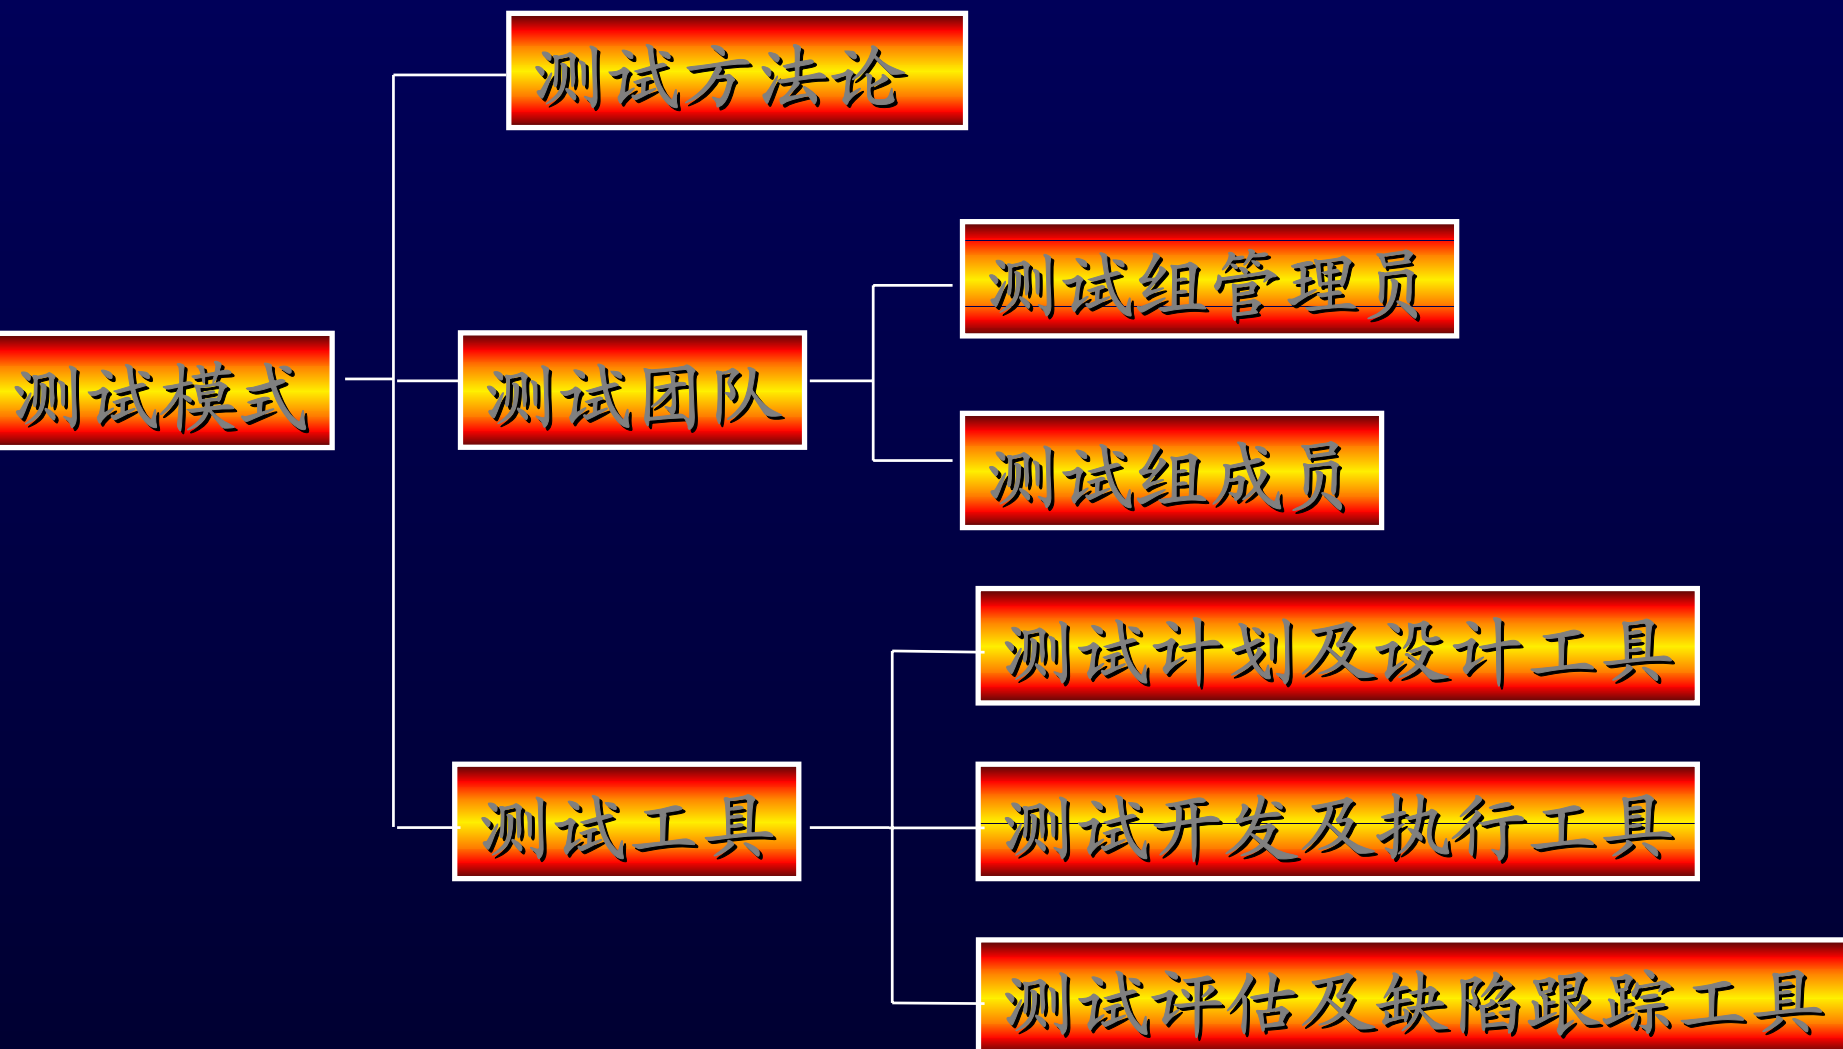 测试方法论
测试组管理员
测试模式
测试团队
测试组成员
测试计划及设计工具
测试工具
测试开发及执行工具
测试评估及缺陷跟踪工具